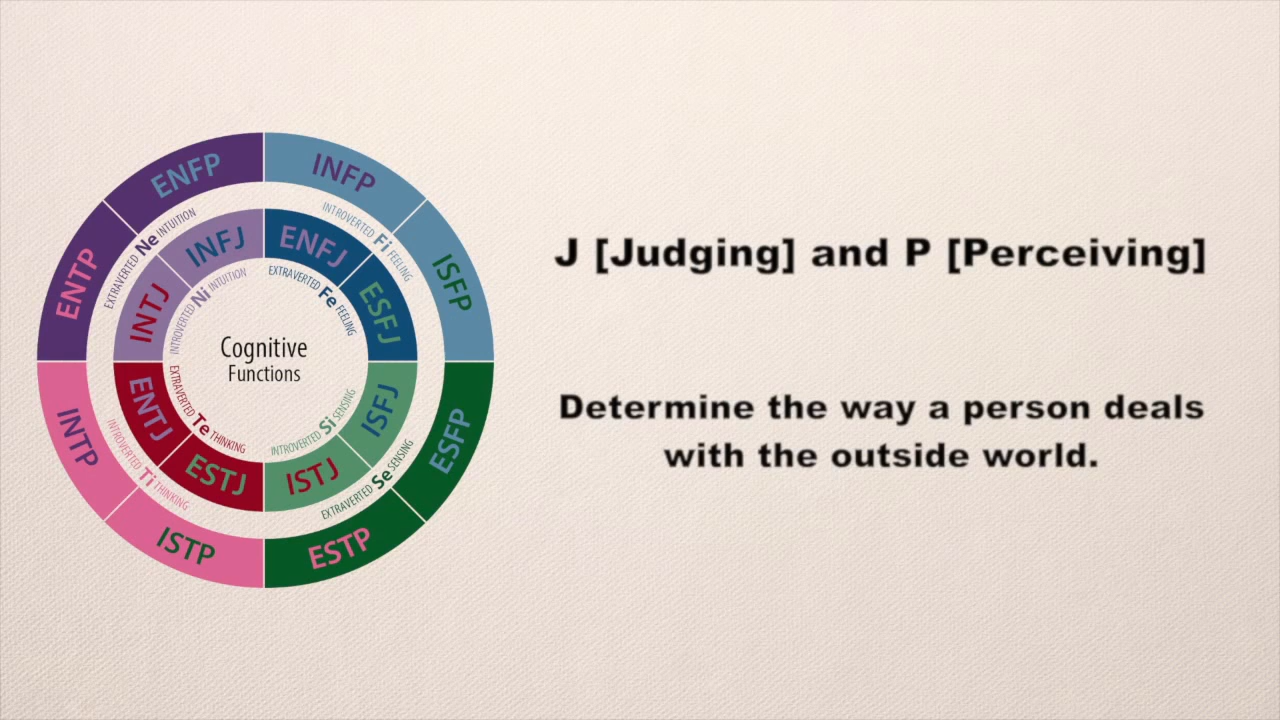 ENFP
INFP
ENTP
EXTRAVERTED Ne INTUITION
INTROVERTED Fi FEELING
ISFP
INFJ
ENFJ
INTJ
INTROVERTED Ni INTUITION
EXTRAVERTED Fe FEELING
ESFJ
Cognitive
Functions
INTP
ENTJ
EXTRAVERTED Te THINKING
INTROVERTED Si SENSING
ISFJ
ESFP
INTROVERTED Ti THINKING
ESTJ
ISTJ
EXTRAVERTED Se SENSING
ISTP
ESTP
J [Judging] and P [Perceiving]
Determine the way a person deals
with the outside world.